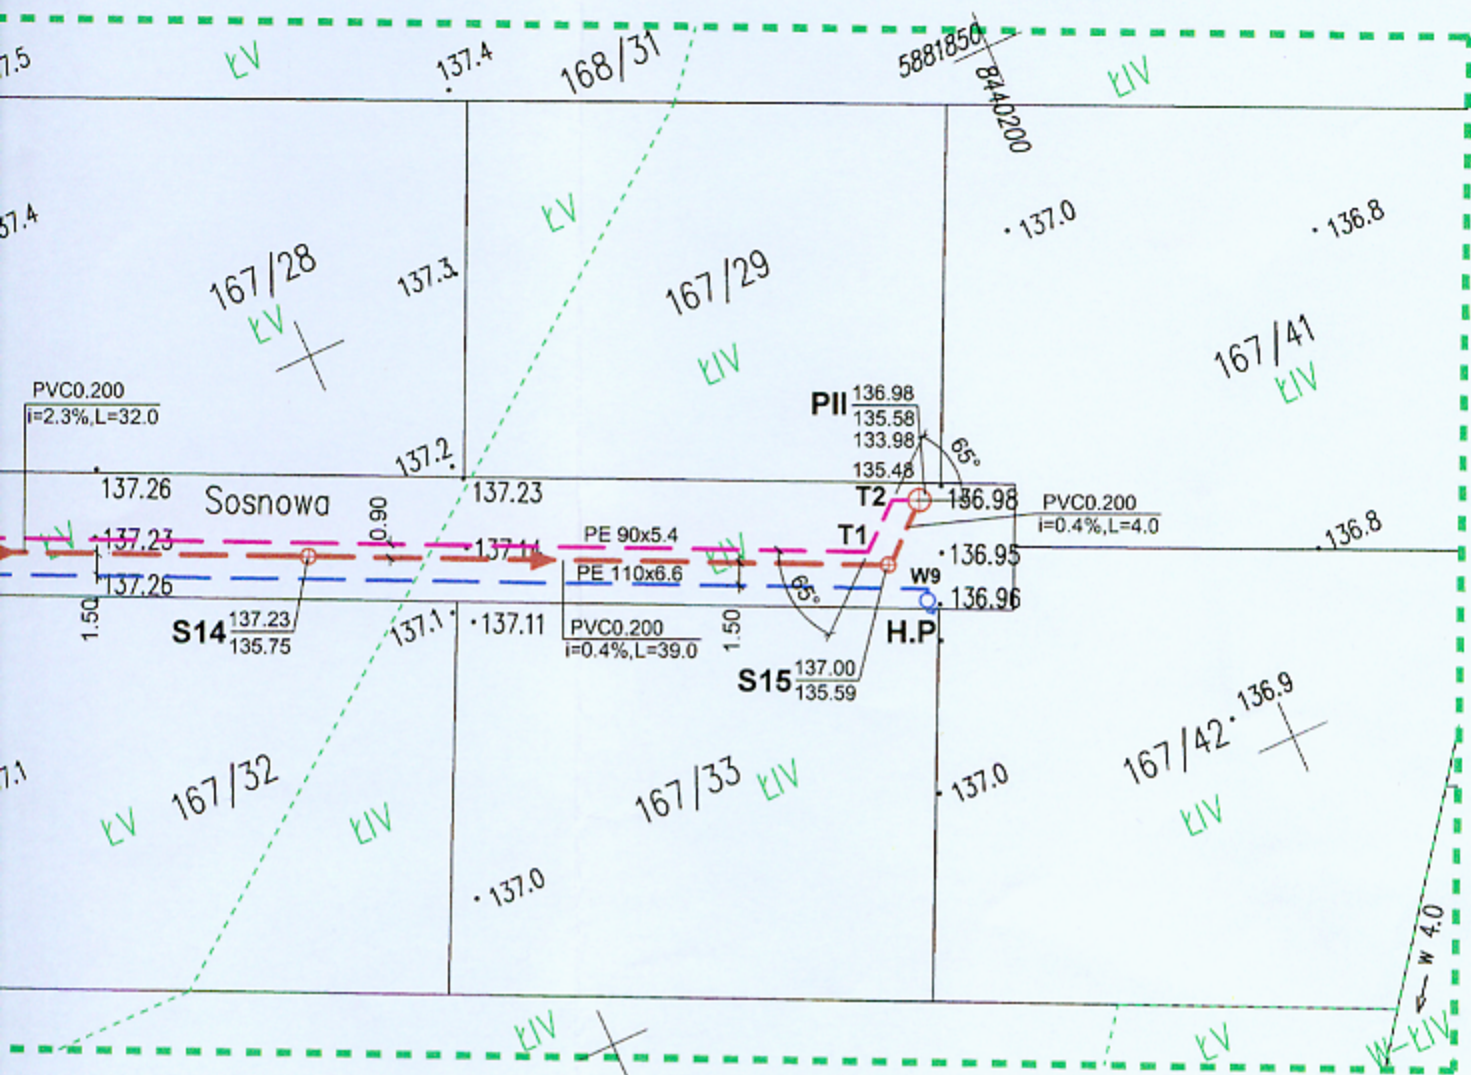 ŁV
137.4
168/31
5881850
8440200
ŁIV
ŁV
137.0
136.8
167/28
137.3
167/29
ŁV
ŁIV
167/41
ŁIV
PVC0.200
i=2.3%,L=32.0
PII
136.98
135.58
133.98
135.48
65°
137.2
137.26
Sosnowa
137.23
T2
136.98
PVC0.200
i=0.4%,L=4.0
0.90
ŁV
137.23
PE 90x5.4
T1
ŁIV
136.95
136.8
137.26
PE 110x6.6
65°
W9
136.96
1.50
S14
137.23
135.75
137.1
137.11
PVC0.200
i=0.4%,L=39.0
1.50
H.P.
S15
137.00
135.59
136.9
167/42
167/32
167/33
ŁIV
137.0
ŁV
ŁIV
ŁIV
137.0
w 4.0
ŁIV
ŁV
W-ŁIV